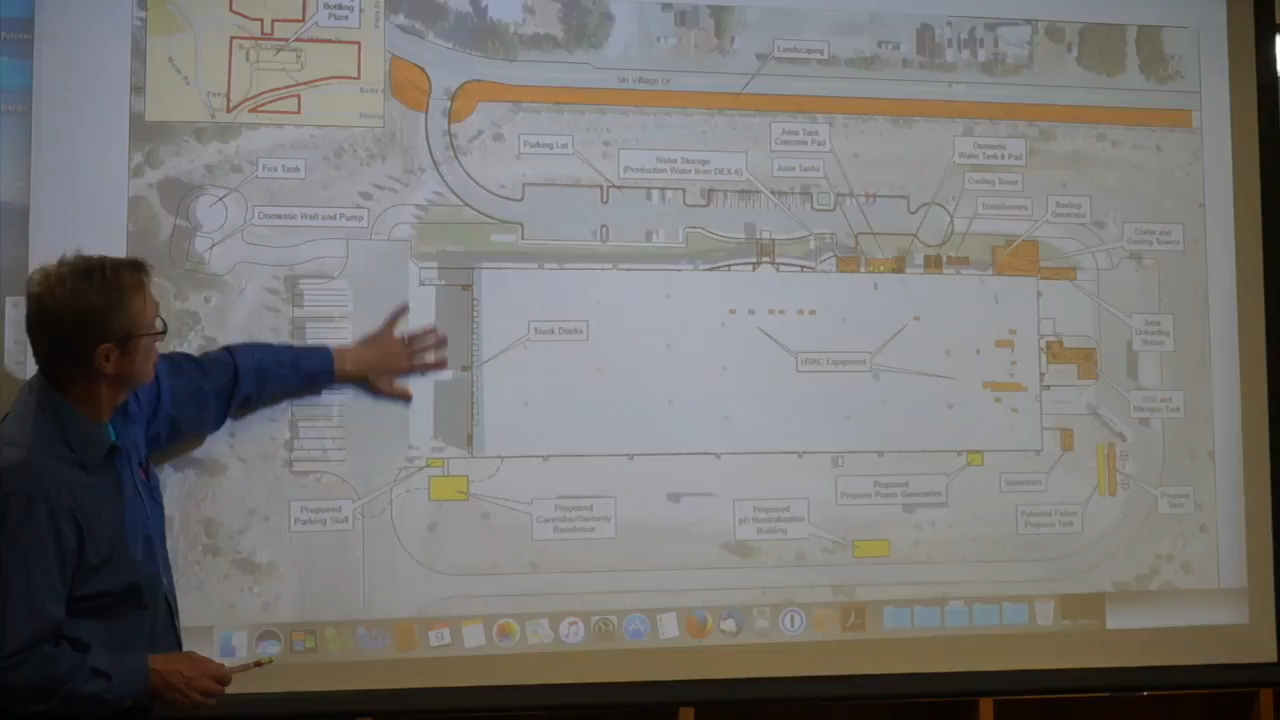 Bottling
Plant
Ski Village Dr
Landscaping
Parking Lot
Water Storage
(Production Water from DEX-6)
Juice Tank
Concrete Pad
Juice Tanks
Domestic
Water Tank & Pad
Cooling Tower
Transformers
Backup
Generator
Chiller and
Cooling Towers
Fire Tank
Domestic Well and Pump
Truck Docks
HVAC Equipment
Juice
Unloading
Station
CO2 and
Nitrogen Tank
Proposed
Parking Stall
Proposed
Caretaker/Security
Residence
Proposed
pH Neutralization
Building
Proposed
Propane Power Generators
Vaporizers
Potential Future
Propane Tank
Propane
Tank
9